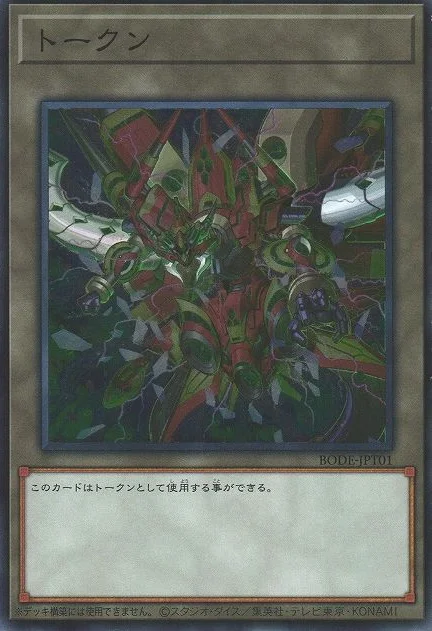 トークン
BODE-JPT01
このカードはトークンとして使用する事ができる。
※デッキ構築には使用できません。©スタジオ・ダイス/集英社・テレビ東京・KONAMI